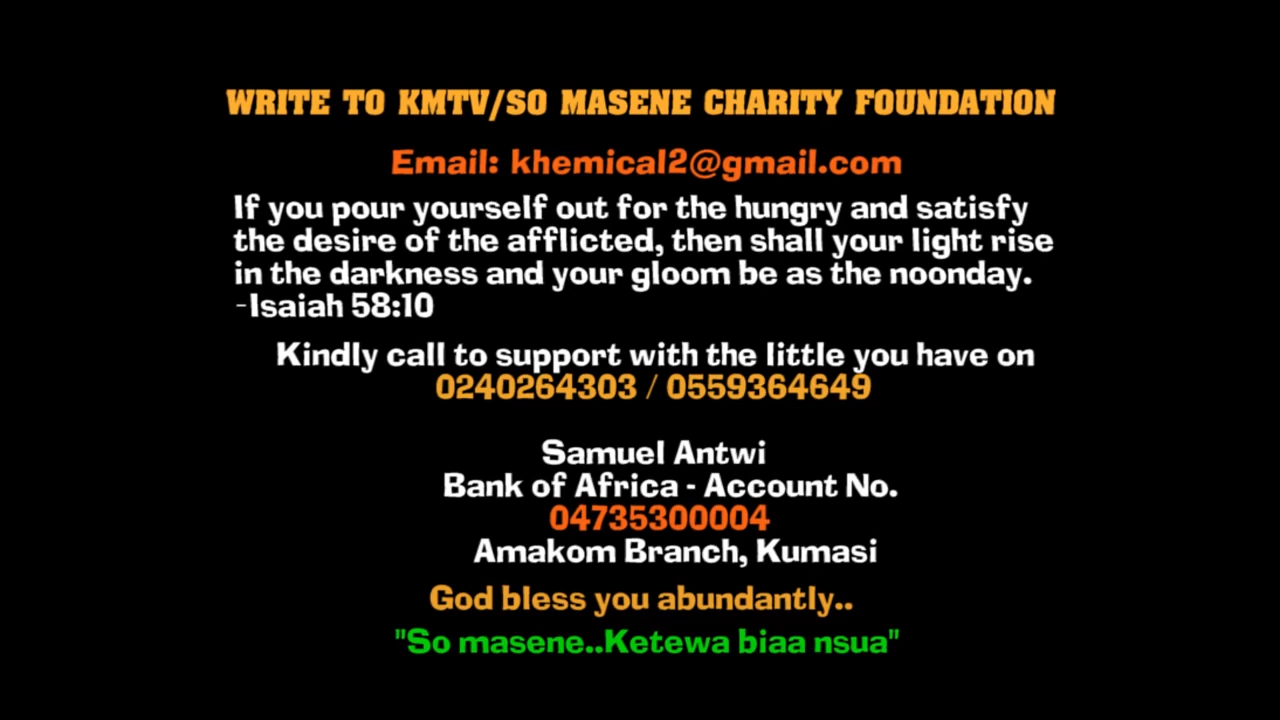 WRITE TO KMTV/SO MASENE CHARITY FOUNDATION
Email: khemical2@gmail.com
If you pour yourself out for the hungry and satisfy
the desire of the afflicted, then shall your light rise
in the darkness and your gloom be as the noonday.
-Isaiah 58:10
Kindly call to support with the little you have on
0240264303 / 0559364649
Samuel Antwi
Bank of Africa - Account No.
04735300004
Amakom Branch, Kumasi
God bless you abundantly..
"So masene..Ketewa biaa nsua"